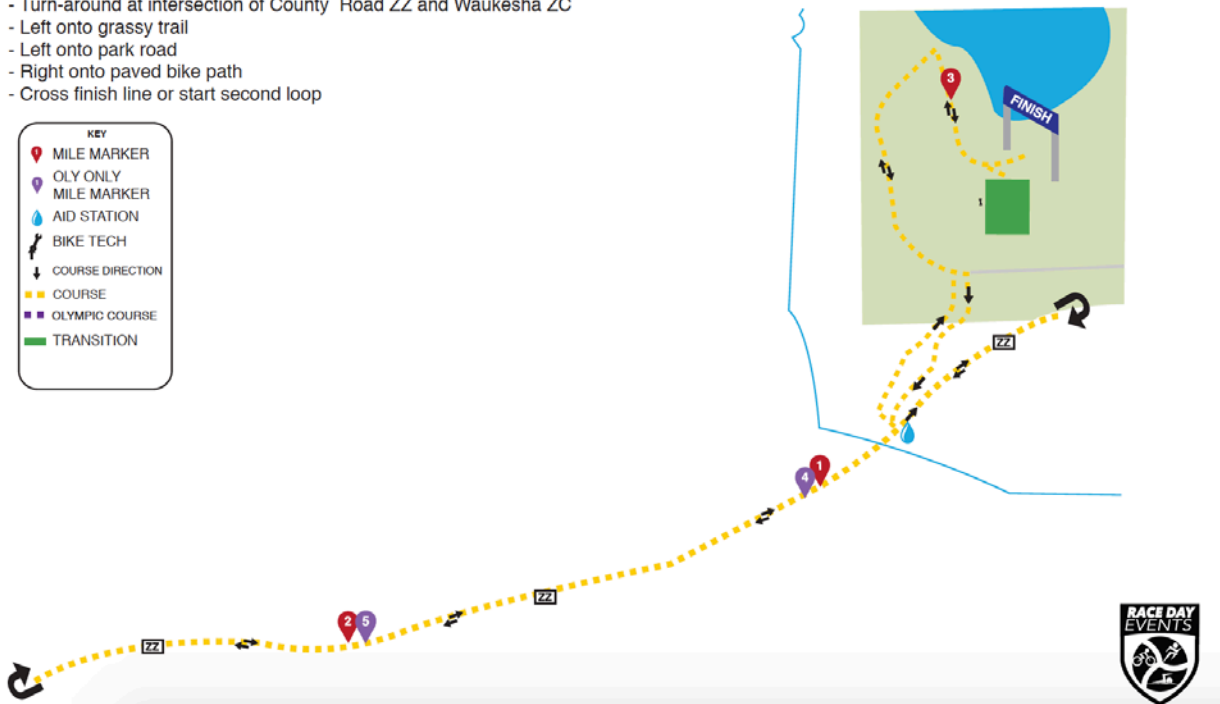 - Turn-around at intersection of County Road ZZ and Waukesha ZC
- Left onto grassy trail
- Left onto park road
- Right onto paved bike path
- Cross finish line or start second loop
KEY
1 MILE MARKER
1 OLY ONLY
MILE MARKER
AID STATION
BIKE TECH
COURSE DIRECTION
COURSE
OLYMPIC COURSE
TRANSITION
3
FINISH
1
ZZ
1
4
ZZ
2 5
ZZ
RACE DAY
EVENTS